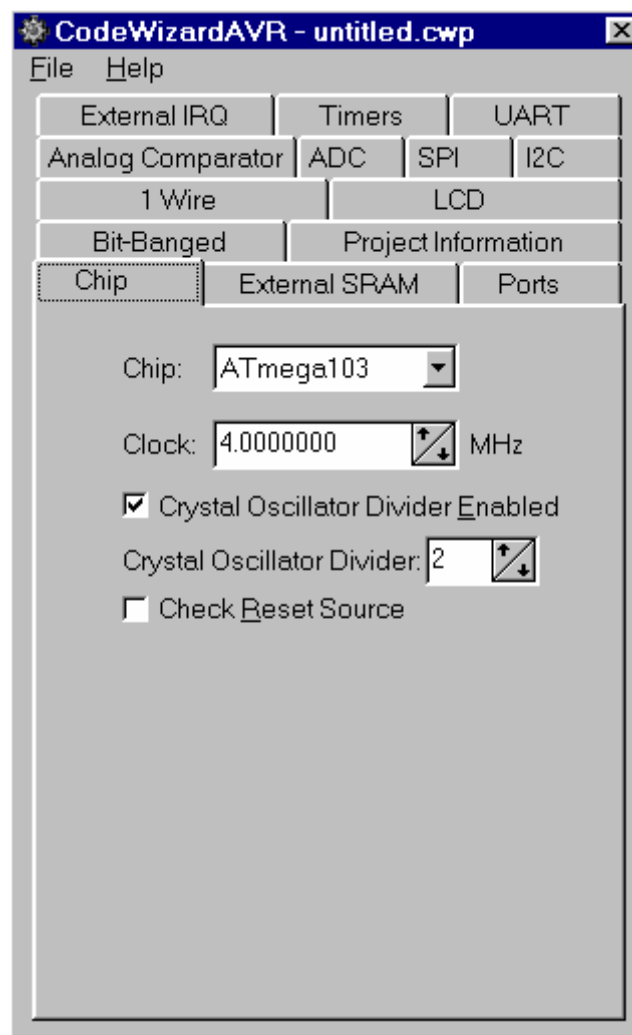 CodeWizardAVR - untitled.cwp
File Help
External IRQ Timers UART
Analog Comparator ADC SPI I2C
1 Wire LCD
Bit-Banged Project Information
Chip External SRAM Ports
Chip: ATmega103
Clock: 4.0000000 MHz
Crystal Oscillator Divider Enabled
Crystal Oscillator Divider: 2
Check Reset Source